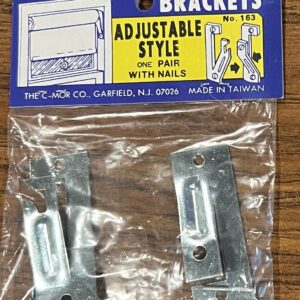 BRACKETS
No. 163
ADJUSTABLE
STYLE
ONE PAIR
WITH NAILS
THE C-MOR CO., GARFIELD, N.J. 07026 MADE IN TAIWAN